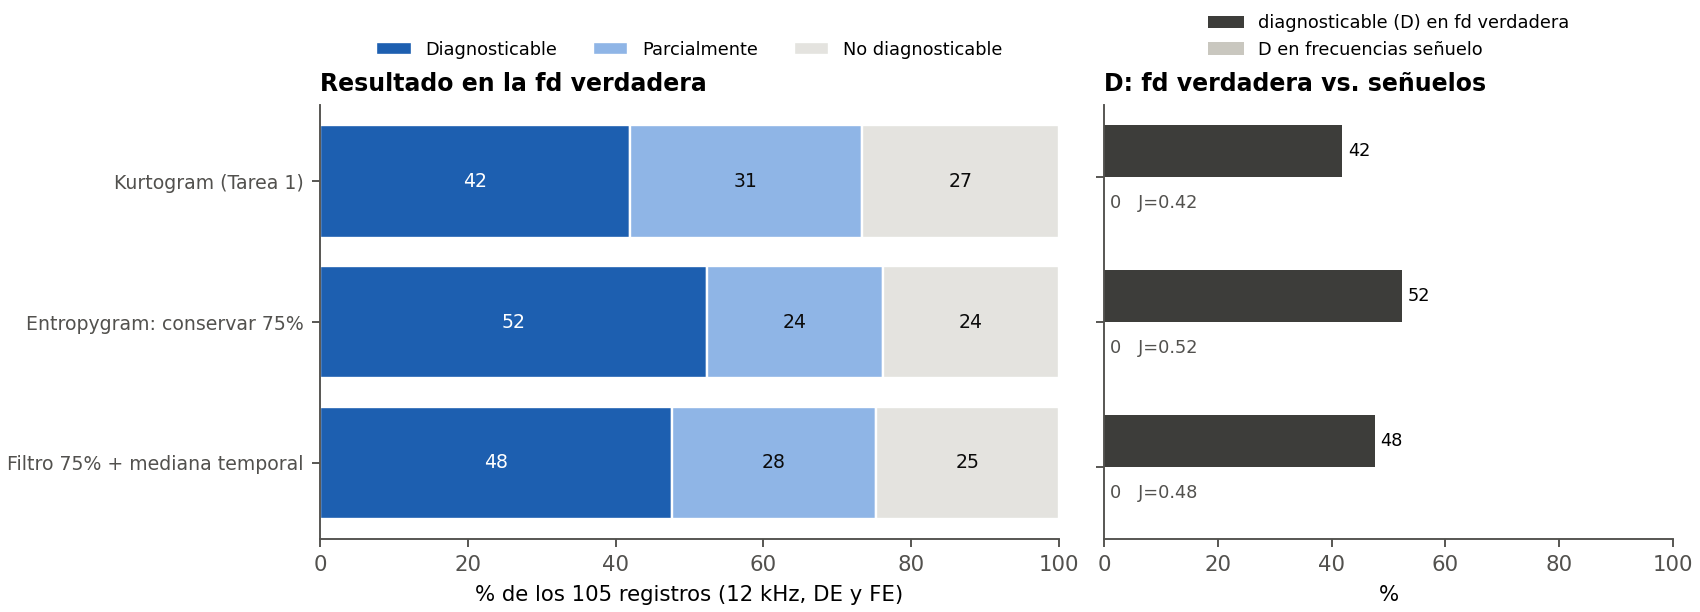 Diagnosticable Parcialmente No diagnosticable
Resultado en la fd verdadera
Kurtogram (Tarea 1) 42 31 27
Entropygram: conservar 75% 52 24 24
Filtro 75% + mediana temporal 48 28 25
0 20 40 60 80 100
% de los 105 registros (12 kHz, DE y FE)
diagnosticable (D) en fd verdadera
D en frecuencias señuelo
D: fd verdadera vs. señuelos
42
0 J=0.42
52
0 J=0.52
48
0 J=0.48
0 20 40 60 80 100
%